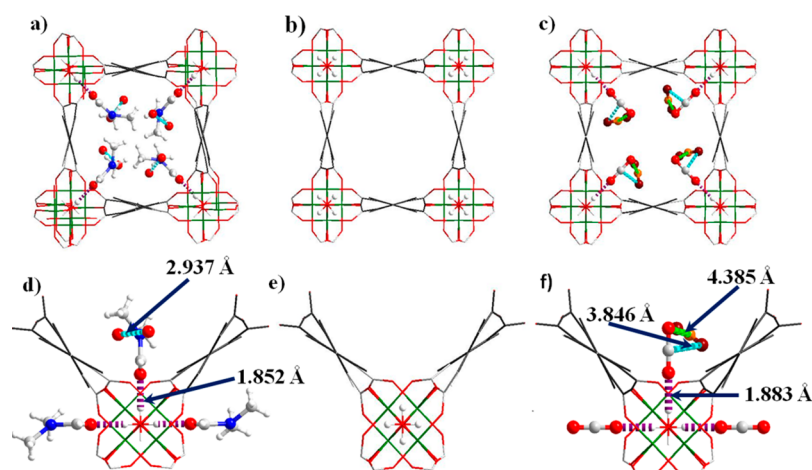 a)
b)
c)
2.937 Å
4.385 Å
d)
e)
f)
3.846 Å
1.852 Å
1.883 Å